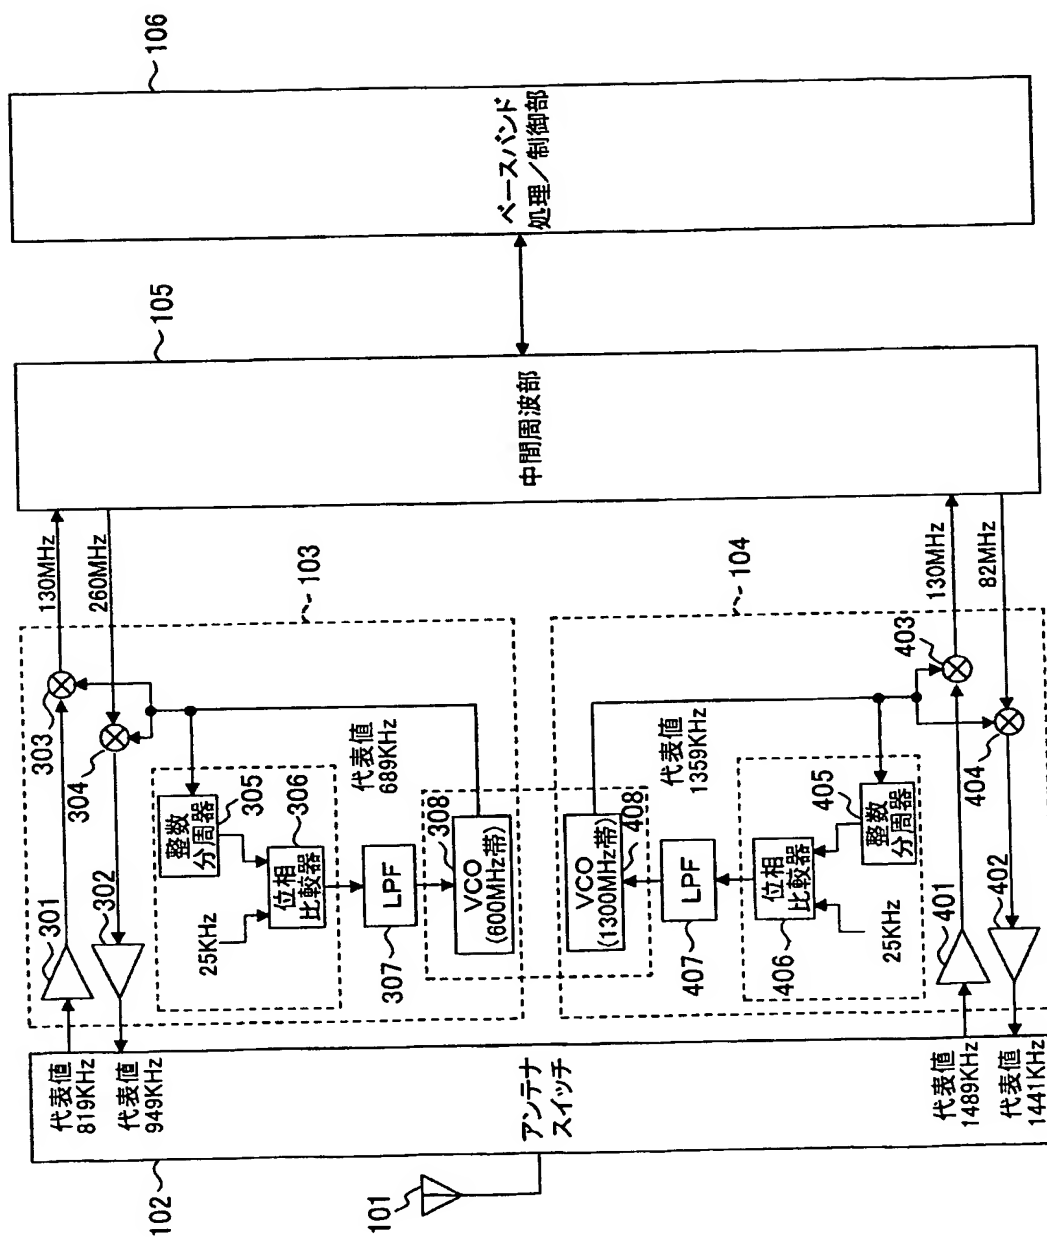 101
102
アンテナ
スイッチ
代表値
819KHz
代表値
949KHz
代表値
1489KHz
代表値
1441KHz
103
301
302
303
304
整数
分周器
305
位相
比較器
306
25KHz
LPF
307
代表値
689KHz
308
VCO
(600MHz帯)
130MHz
260MHz
104
VCO
(1300MHz帯)
408
代表値
1359KHz
LPF
407
位相
比較器
406
整数
分周器
405
25KHz
401
402
403
404
130MHz
82MHz
105
中間周波部
106
ベースバンド
処理/制御部